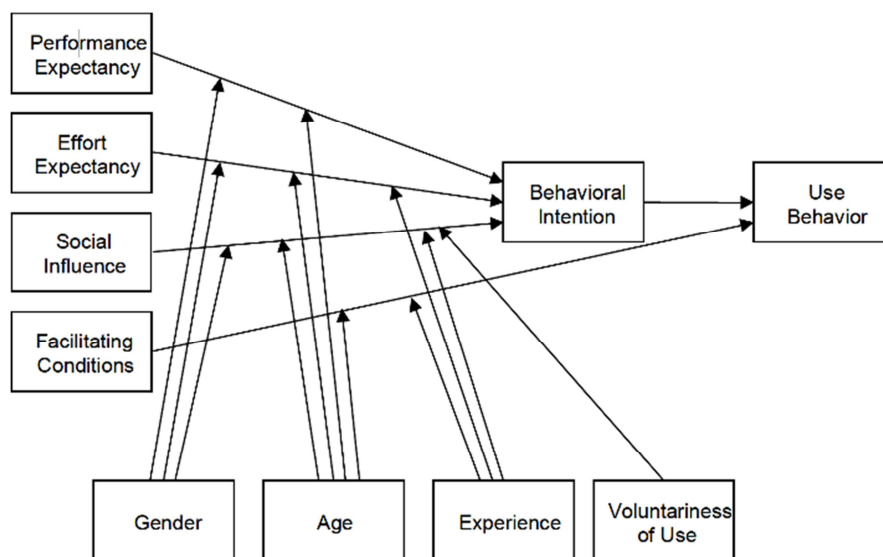 Performance
Expectancy
Effort
Expectancy
Social
Influence
Facilitating
Conditions
Behavioral
Intention
Use
Behavior
Gender
Age
Experience
Voluntariness
of Use